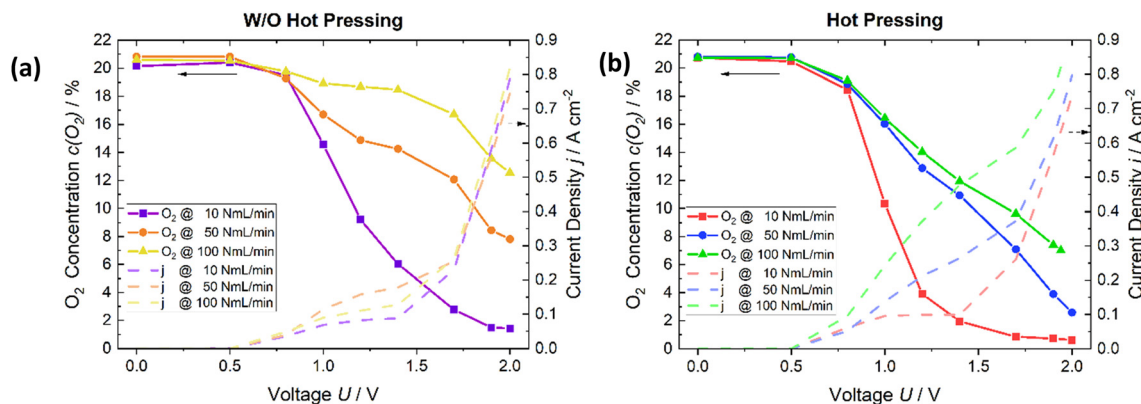 W/O Hot Pressing
(a)
22
20
18
16
14
12
10
8
6
4
2
0
O₂ Concentration c(O₂) / %
O₂ @ 10 NmL/min
O₂ @ 50 NmL/min
O₂ @ 100 NmL/min
j @ 10 NmL/min
j @ 50 NmL/min
j @ 100 NmL/min
0.9
0.8
0.7
0.6
0.5
0.4
0.3
0.2
0.1
0.0
Current Density j / A cm⁻²
0.0 0.5 1.0 1.5 2.0
Voltage U / V
Hot Pressing
(b)
22
20
18
16
14
12
10
8
6
4
2
0
O₂ Concentration c(O₂) / %
O₂ @ 10 NmL/min
O₂ @ 50 NmL/min
O₂ @ 100 NmL/min
j @ 10 NmL/min
j @ 50 NmL/min
j @ 100 NmL/min
0.9
0.8
0.7
0.6
0.5
0.4
0.3
0.2
0.1
0.0
Current Density j / A cm⁻²
0.0 0.5 1.0 1.5 2.0
Voltage U / V